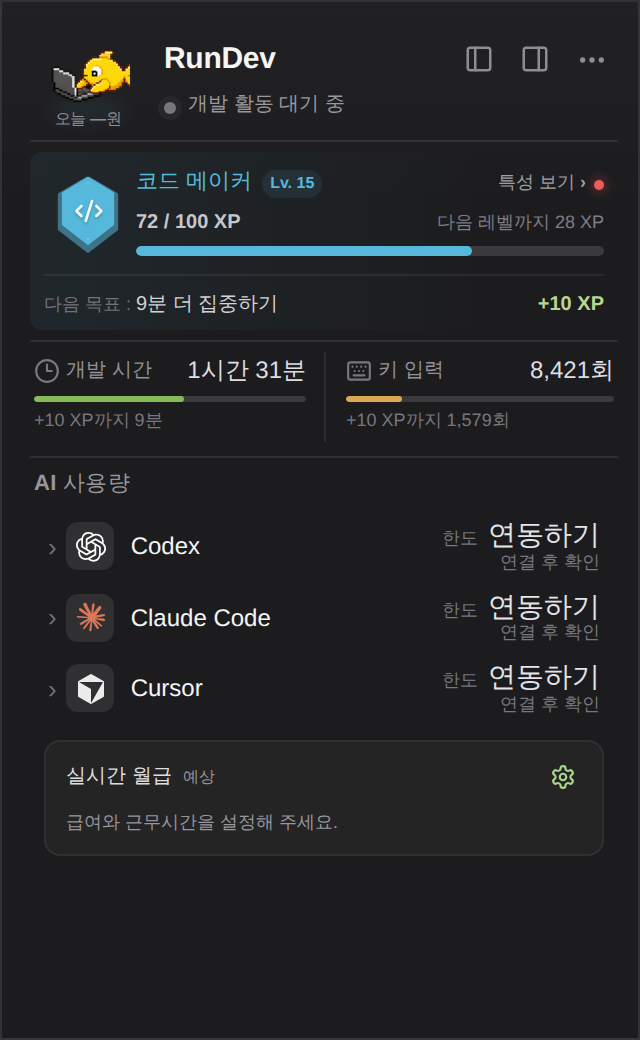 RunDev
개발 활동 대기 중
오늘 —원
코드 메이커 Lv. 15 특성 보기 ›
72 / 100 XP 다음 레벨까지 28 XP
다음 목표 : 9분 더 집중하기 +10 XP
개발 시간 1시간 31분
+10 XP까지 9분
키 입력 8,421회
+10 XP까지 1,579회
AI 사용량
› Codex 한도 연동하기
연결 후 확인
› Claude Code 한도 연동하기
연결 후 확인
› Cursor 한도 연동하기
연결 후 확인
실시간 월급 예상
급여와 근무시간을 설정해 주세요.